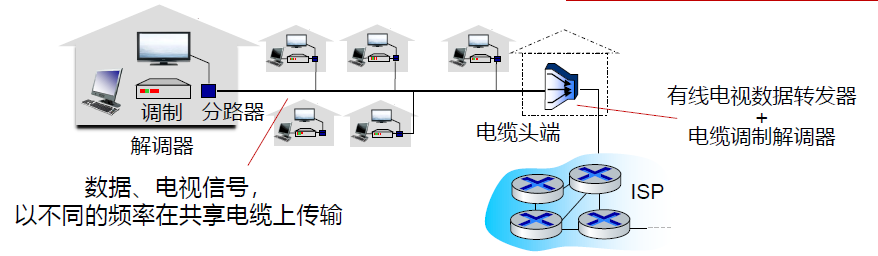 调制 分路器
解调器
数据、电视信号，
以不同的频率在共享电缆上传输
电缆头端
有线电视数据转发器
+
电缆调制解调器
ISP